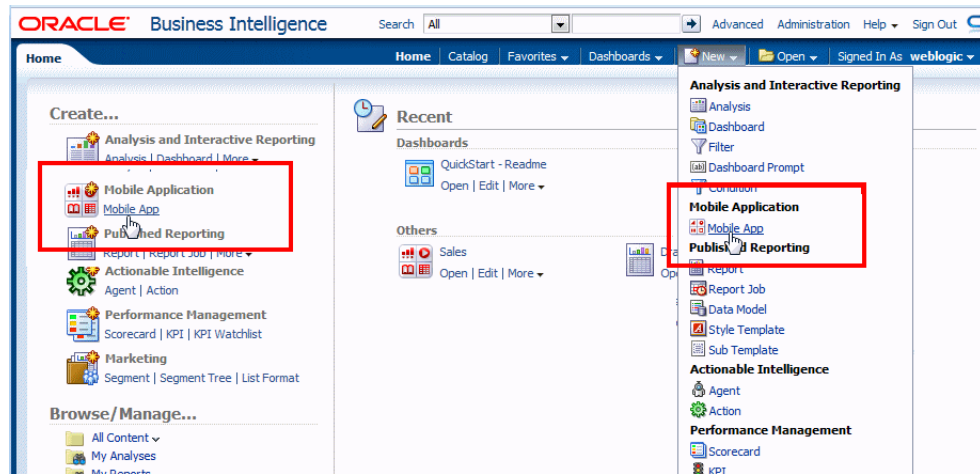 ORACLE Business Intelligence
Search All Advanced Administration Help Sign Out
Home
Home Catalog Favorites Dashboards New Open Signed In As weblogic
Create...
Analysis and Interactive Reporting
Analysis | Dashboard | More
Mobile Application
Mobile App
Published Reporting
Report | Report Job | More
Actionable Intelligence
Agent | Action
Performance Management
Scorecard | KPI | KPI Watchlist
Marketing
Segment | Segment Tree | List Format
Browse/Manage...
All Content
My Analyses
My Reports
Recent
Dashboards
QuickStart - Readme
Open | Edit | More
Others
Sales
Open | Edit | More
Analysis and Interactive Reporting
Analysis
Dashboard
Filter
Dashboard Prompt
Condition
Mobile Application
Mobile App
Published Reporting
Report
Report Job
Data Model
Style Template
Sub Template
Actionable Intelligence
Agent
Action
Performance Management
Scorecard
KPI